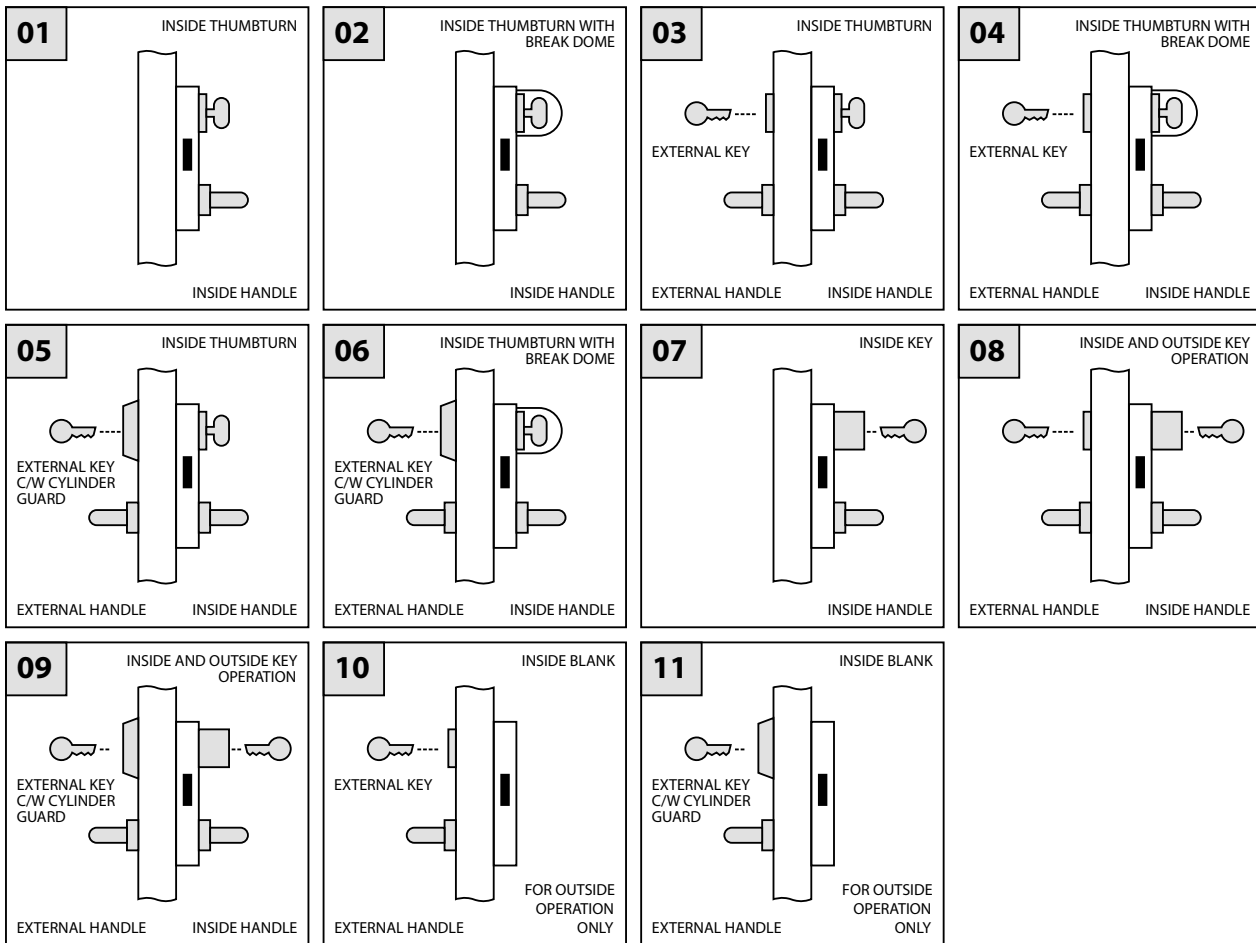 01
INSIDE THUMBTURN
INSIDE HANDLE
02
INSIDE THUMBTURN WITH
BREAK DOME
INSIDE HANDLE
03
INSIDE THUMBTURN
EXTERNAL KEY
EXTERNAL HANDLE
INSIDE HANDLE
04
INSIDE THUMBTURN WITH
BREAK DOME
EXTERNAL KEY
EXTERNAL HANDLE
INSIDE HANDLE
05
INSIDE THUMBTURN
EXTERNAL KEY
C/W CYLINDER
GUARD
EXTERNAL HANDLE
INSIDE HANDLE
06
INSIDE THUMBTURN WITH
BREAK DOME
EXTERNAL KEY
C/W CYLINDER
GUARD
EXTERNAL HANDLE
INSIDE HANDLE
07
INSIDE KEY
INSIDE HANDLE
08
INSIDE AND OUTSIDE KEY
OPERATION
EXTERNAL HANDLE
INSIDE HANDLE
09
INSIDE AND OUTSIDE KEY
OPERATION
EXTERNAL KEY
C/W CYLINDER
GUARD
EXTERNAL HANDLE
INSIDE HANDLE
10
INSIDE BLANK
EXTERNAL KEY
EXTERNAL HANDLE
FOR OUTSIDE
OPERATION
ONLY
11
INSIDE BLANK
EXTERNAL KEY
C/W CYLINDER
GUARD
EXTERNAL HANDLE
FOR OUTSIDE
OPERATION
ONLY